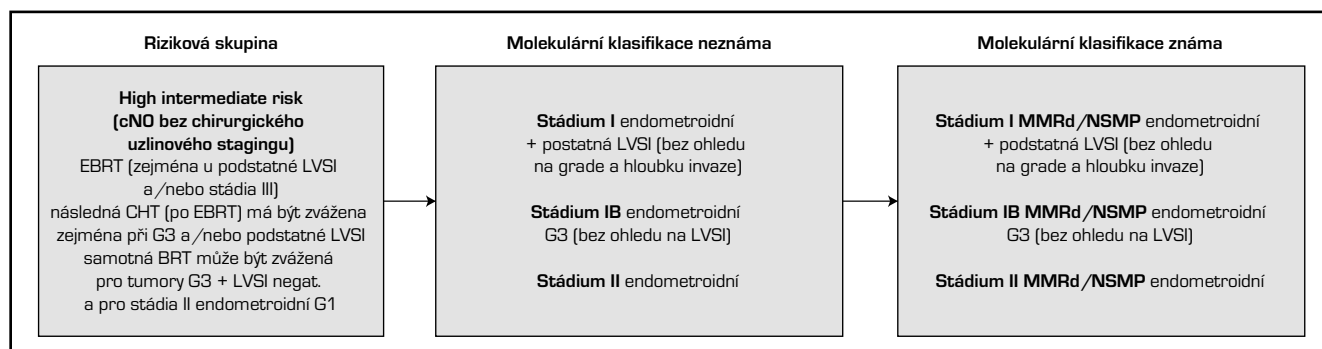 Riziková skupina
High intermediate risk
(cN0 bez chirurgického
uzlinového stagingu)
EBRT (zejména u podstatné LVSI
a/nebo stádia III)
následná CHT (po EBRT) má být zvážena
zejména při G3 a/nebo podstatné LVSI
samotná BRT může být zvážená
pro tumory G3 + LVSI negat.
a pro stádia II endometroidní G1
Molekulární klasifikace neznáma
Stádium I endometroidní
+ postatná LVSI (bez ohledu
na grade a hloubku invaze)
Stádium IB endometroidní
G3 (bez ohledu na LVSI)
Stádium II endometroidní
Molekulární klasifikace známa
Stádium I MMRd/NSMP endometroidní
+ podstatná LVSI (bez ohledu
na grade a hloubku invaze)
Stádium IB MMRd/NSMP endometroidní
G3 (bez ohledu na LVSI)
Stádium II MMRd/NSMP endometroidní